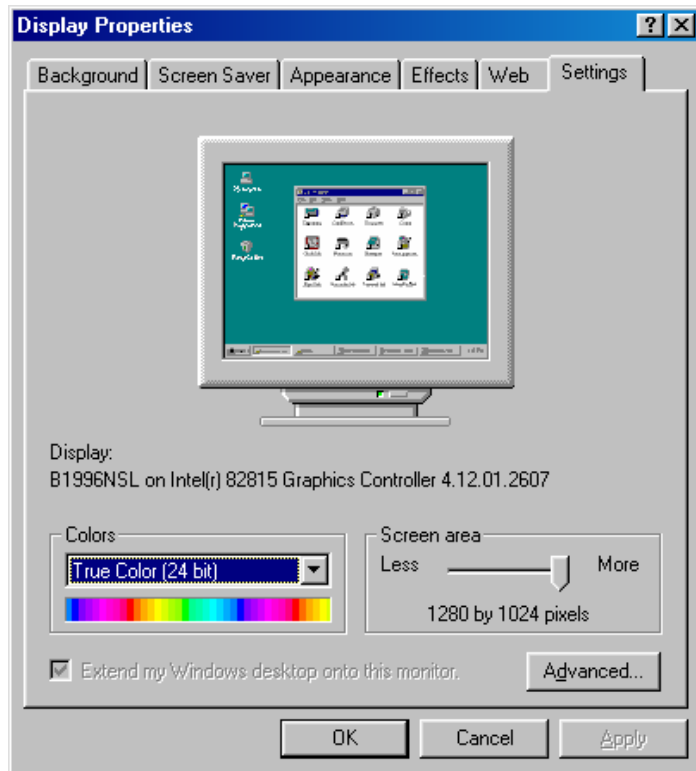 Display Properties
Background Screen Saver Appearance Effects Web Settings
Display:
B1996NSL on Intel(r) 82815 Graphics Controller 4.12.01.2607
Colors
True Color (24 bit)
Screen area
Less More
1280 by 1024 pixels
Extend my Windows desktop onto this monitor.
Advanced...
OK Cancel Apply